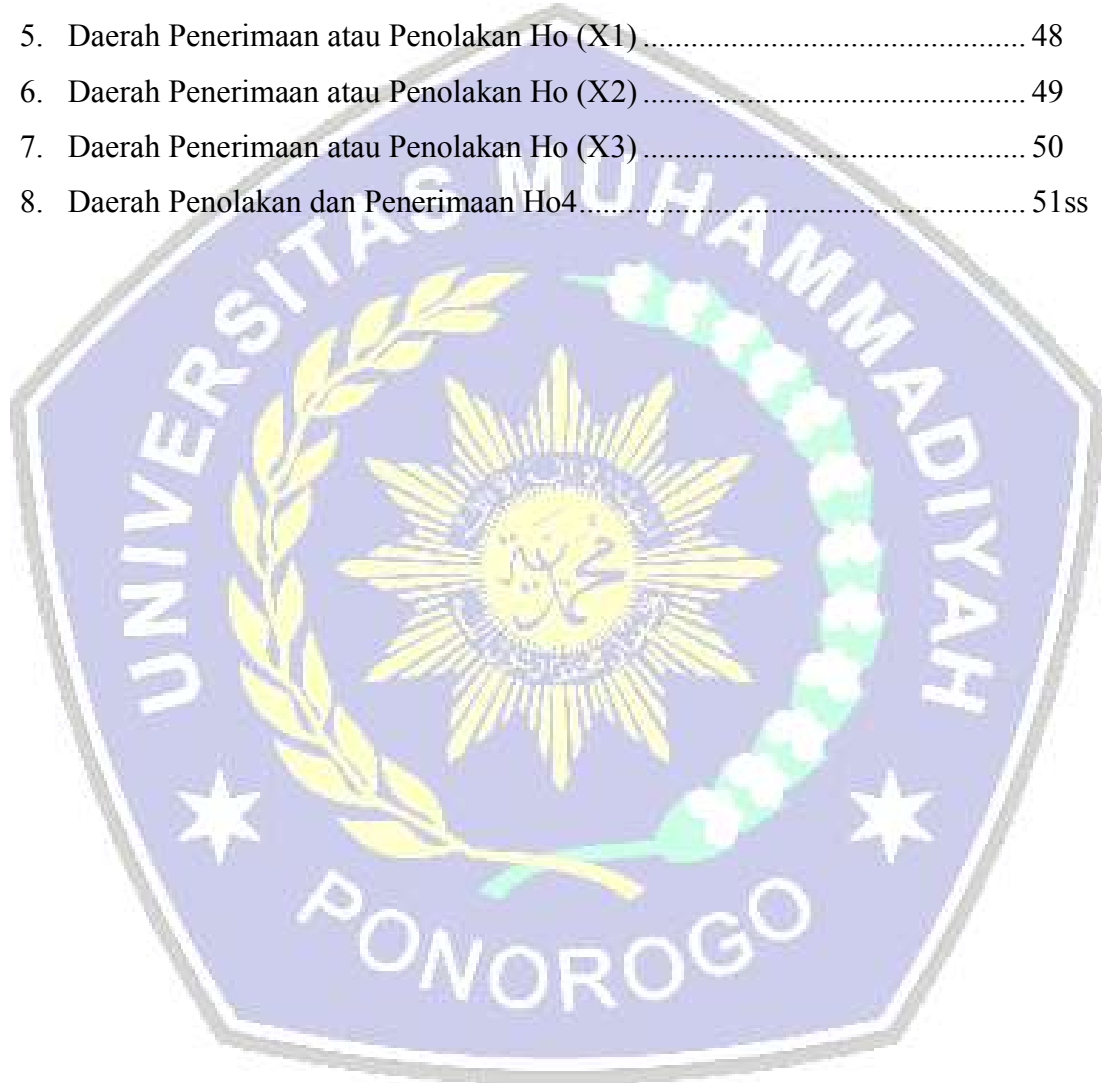 5. Daerah Penerimaan atau Penolakan Ho (X1) ............................................... 48
6. Daerah Penerimaan atau Penolakan Ho (X2) ............................................... 49
7. Daerah Penerimaan atau Penolakan Ho (X3) ............................................... 50
8. Daerah Penolakan dan Penerimaan Ho4....................................................... 51ss
UNIVERSITAS MUHAMMADIYAH
PONOROGO